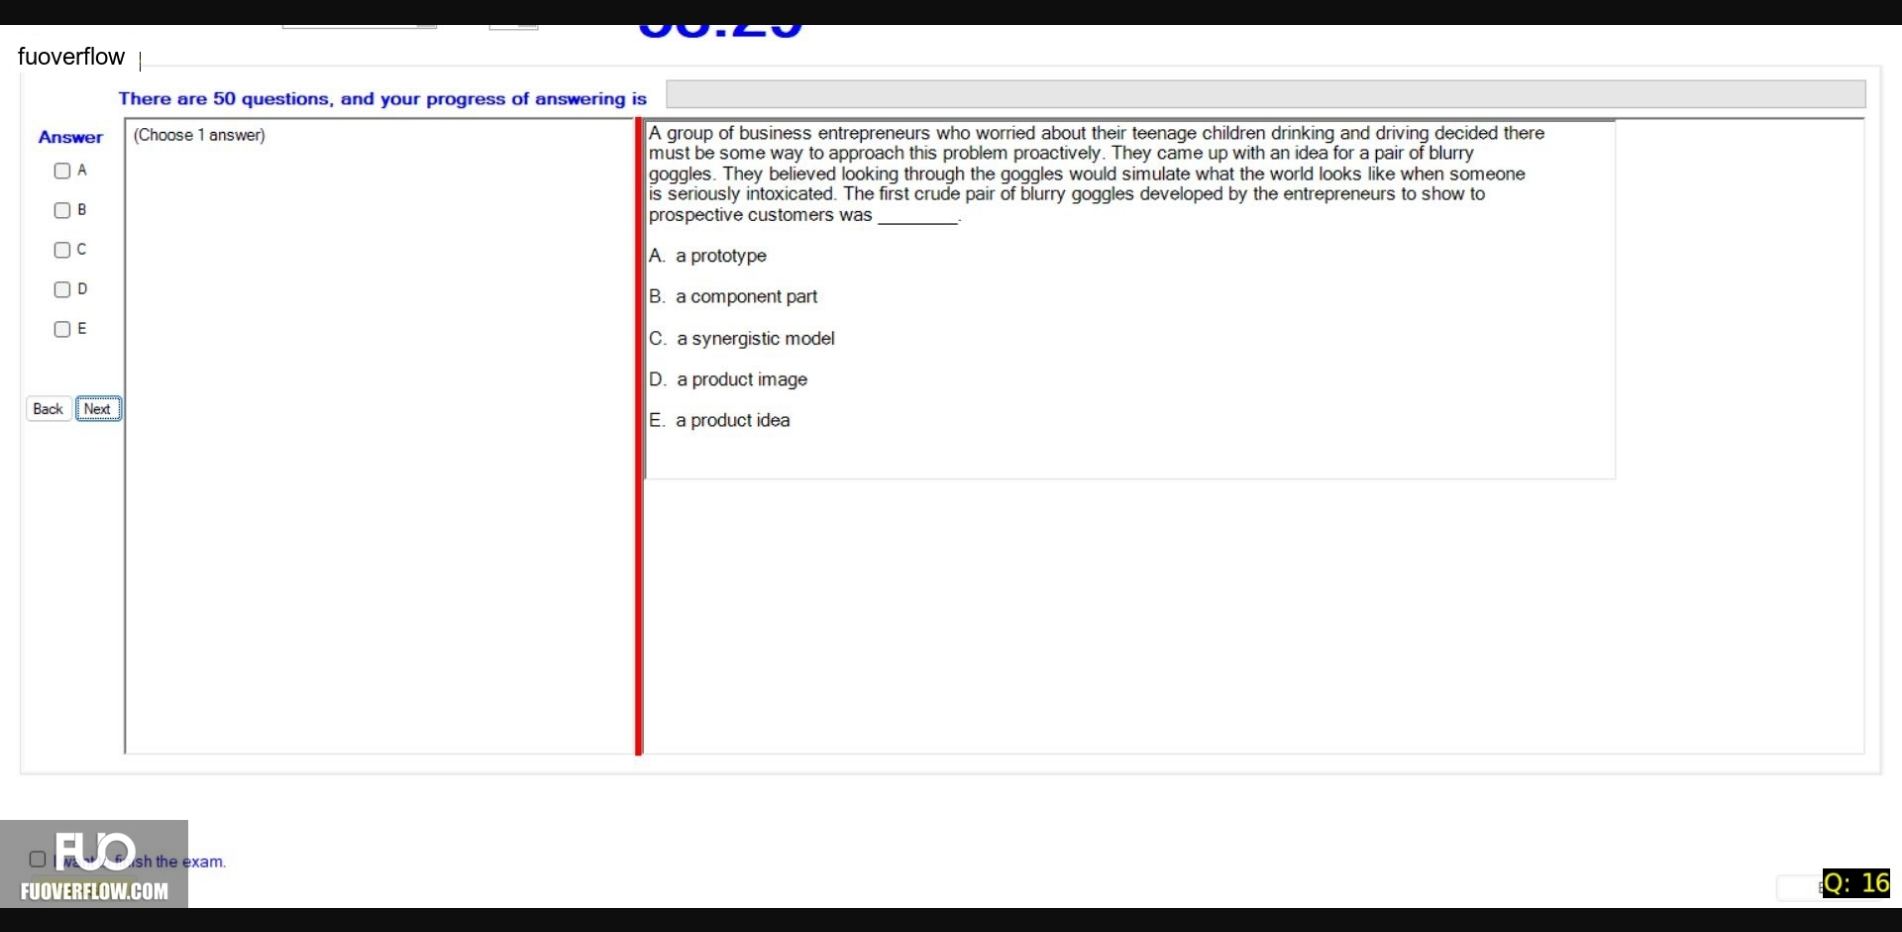 fuoverflow
There are 50 questions, and your progress of answering is
Answer
(Choose 1 answer)
A
B
C
D
E
Back Next
A group of business entrepreneurs who worried about their teenage children drinking and driving decided there
must be some way to approach this problem proactively. They came up with an idea for a pair of blurry
goggles. They believed looking through the goggles would simulate what the world looks like when someone
is seriously intoxicated. The first crude pair of blurry goggles developed by the entrepreneurs to show to
prospective customers was ________.
A. a prototype
B. a component part
C. a synergistic model
D. a product image
E. a product idea
FUO
the exam.
FUOVERFLOW.COM
Q: 16